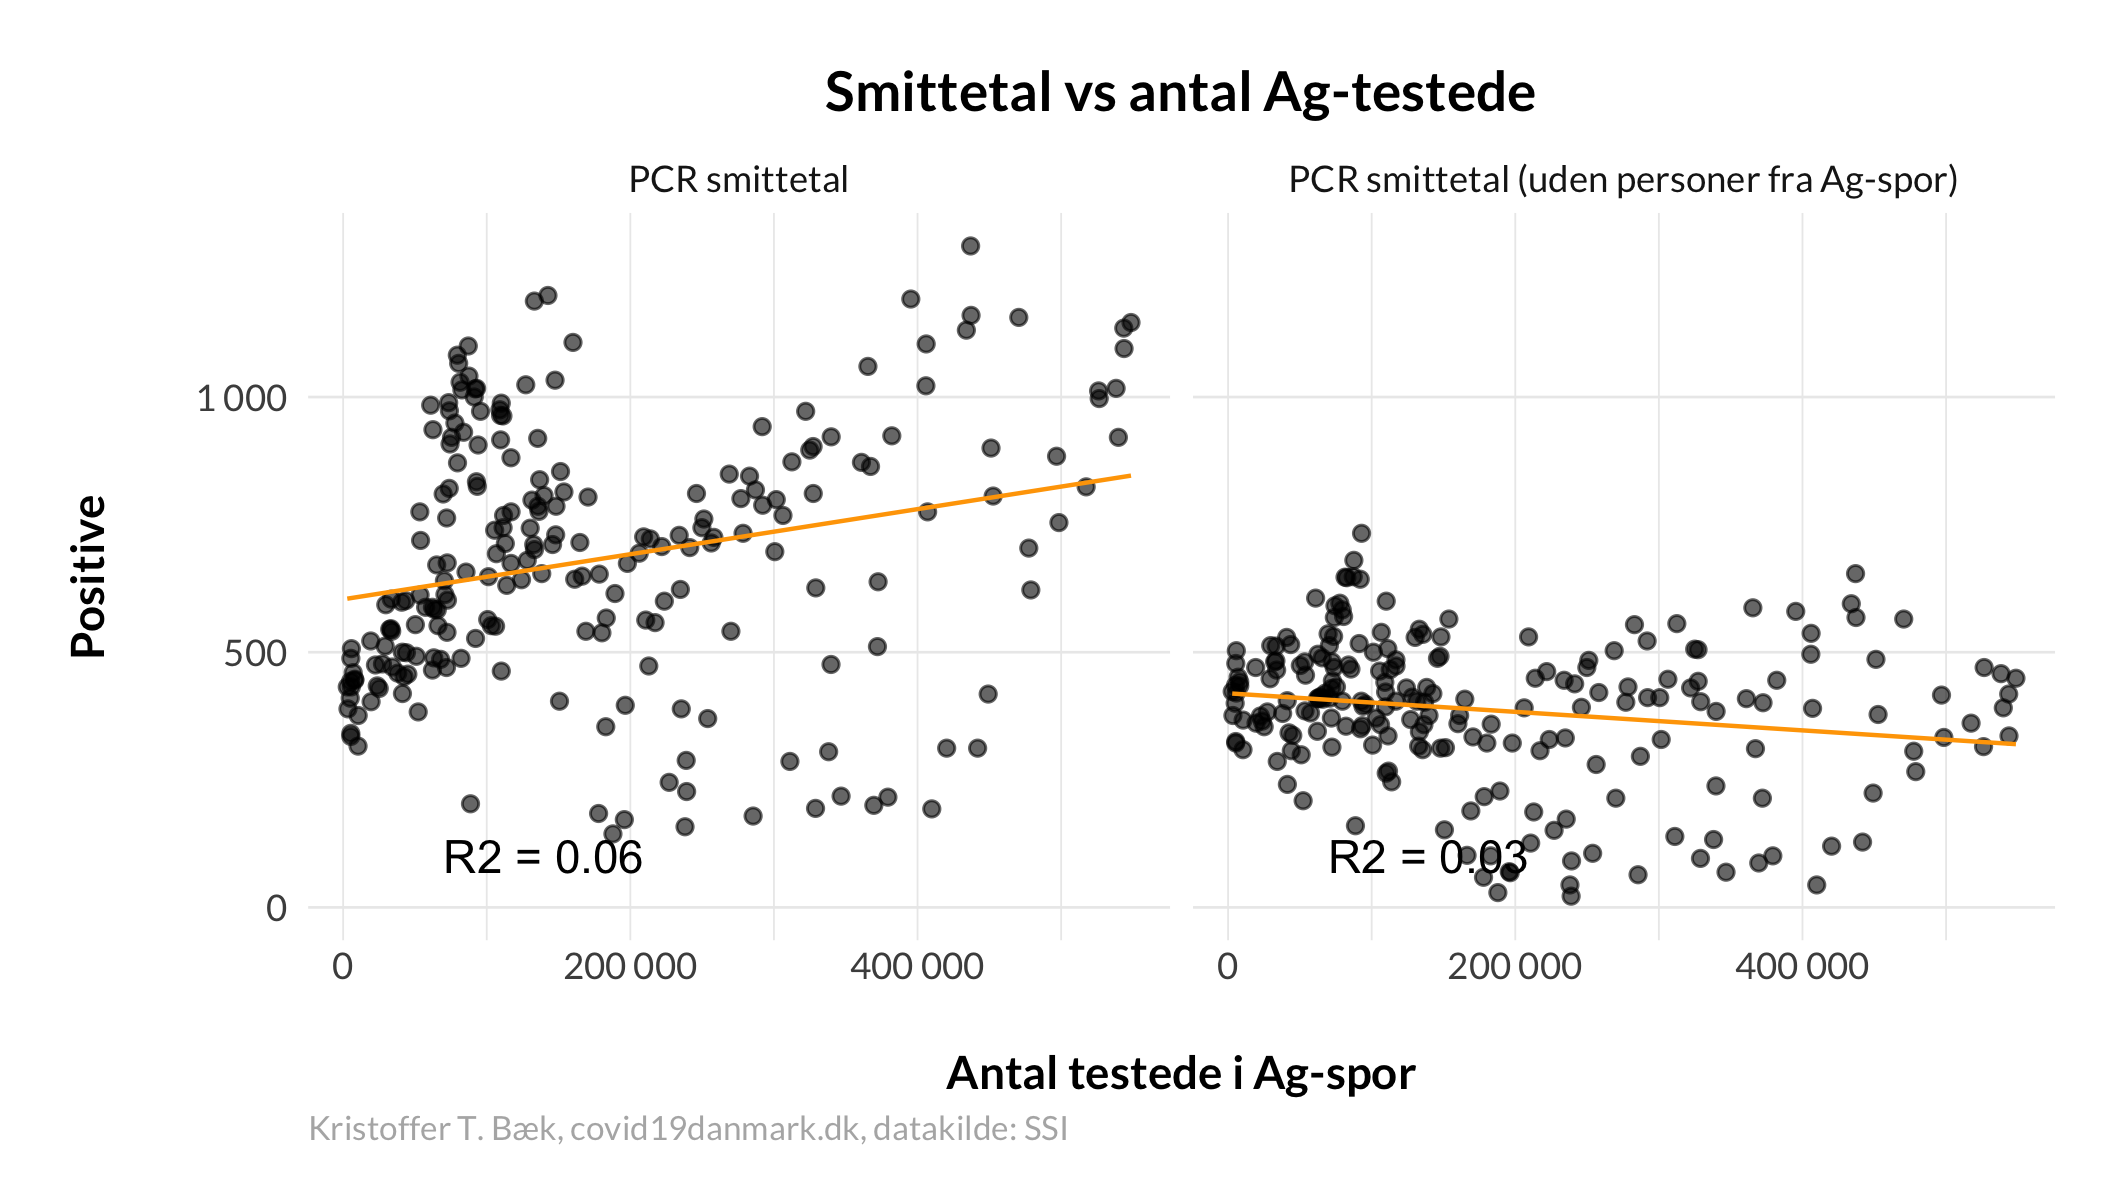 Smittetal vs antal Ag-testede
PCR smittetal
PCR smittetal (uden personer fra Ag-spor)
Positive
1 000
500
0
R2 = 0.06
R2 = 0.03
0 200 000 400 000
0 200 000 400 000
Antal testede i Ag-spor
Kristoffer T. Bæk, covid19danmark.dk, datakilde: SSI